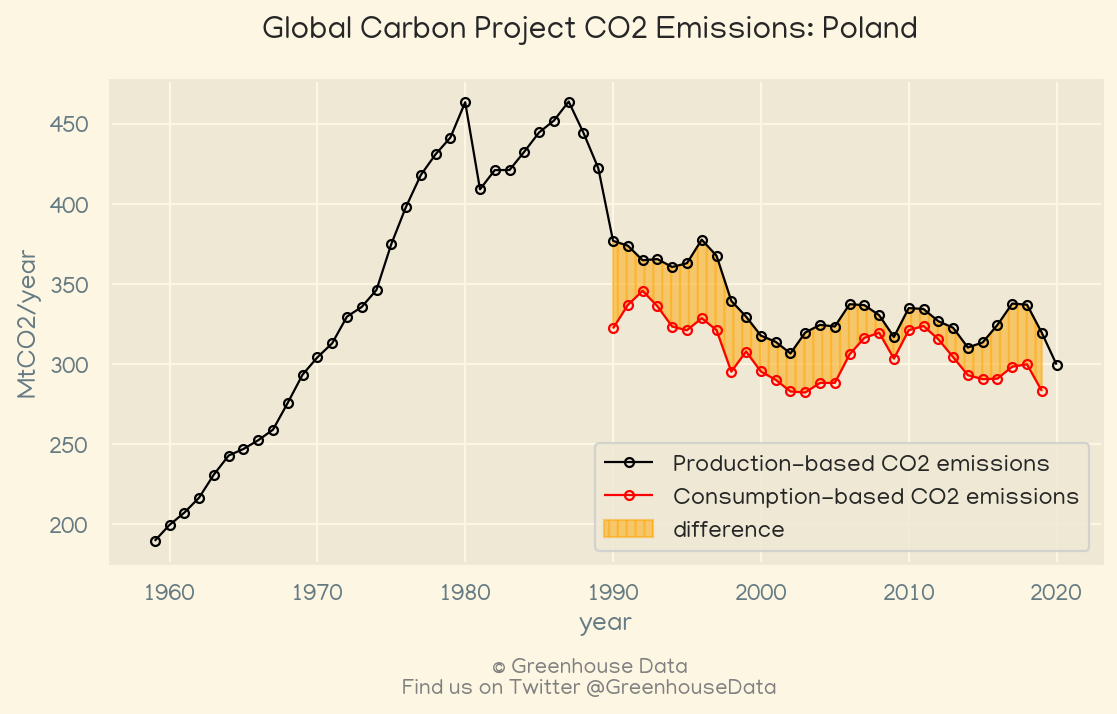 Global Carbon Project CO2 Emissions: Poland
MtCO2/year
450
400
350
300
250
200
Production-based CO2 emissions
Consumption-based CO2 emissions
difference
1960 1970 1980 1990 2000 2010 2020
year
© Greenhouse Data
Find us on Twitter @GreenhouseData